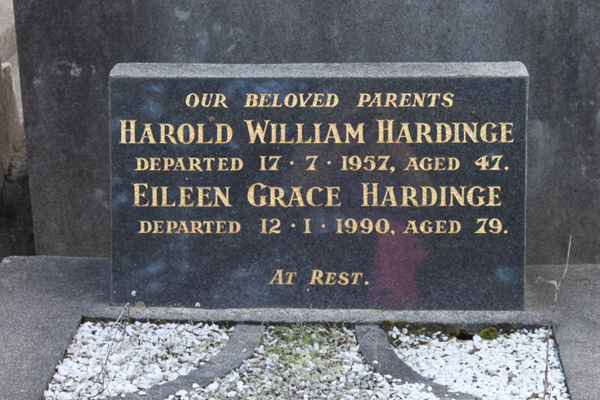 OUR BELOVED PARENTS
HAROLD WILLIAM HARDINGE
DEPARTED 17 · 7 · 1957, AGED 47.
EILEEN GRACE HARDINGE
DEPARTED 12 · 1 · 1990, AGED 79.
AT REST.